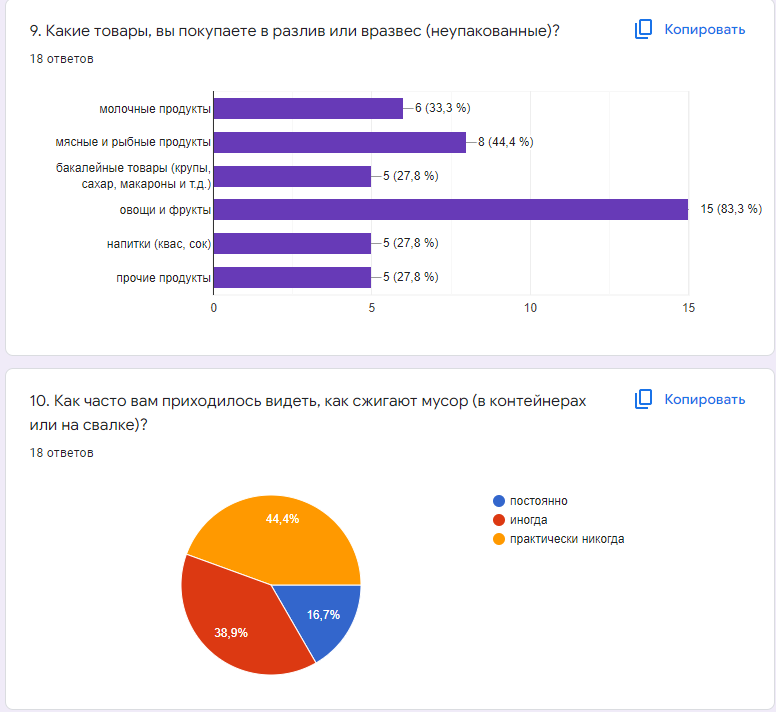 9. Какие товары, вы покупаете в разлив или вразвес (неупакованные)?
Копировать
18 ответов
молочные продукты
6 (33,3 %)
мясные и рыбные продукты
8 (44,4 %)
бакалейные товары (крупы,
сахар, макароны и т.д.)
5 (27,8 %)
овощи и фрукты
15 (83,3 %)
напитки (квас, сок)
5 (27,8 %)
прочие продукты
5 (27,8 %)
0 5 10 15
10. Как часто вам приходилось видеть, как сжигают мусор (в контейнерах
или на свалке)?
Копировать
18 ответов
44,4%
16,7%
38,9%
постоянно
иногда
практически никогда